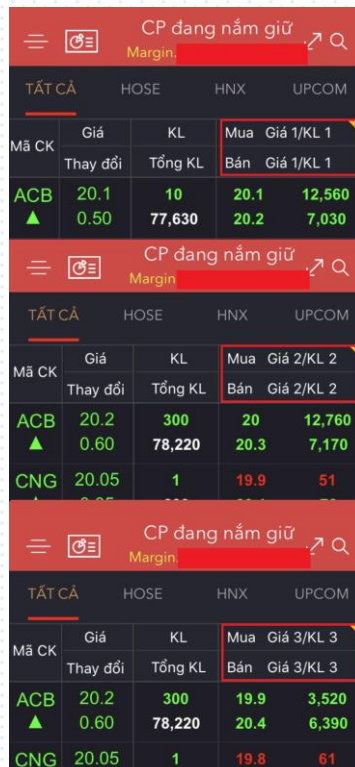 CP đang nắm giữ
Margin.
TẤT CẢ HOSE HNX UPCOM
Mã CK Giá KL Mua Giá 1/KL 1
Thay đổi Tổng KL Bán Giá 1/KL 1
ACB 20.1 10 20.1 12,560
0.50 77,630 20.2 7,030
CP đang nắm giữ
Margin
TẤT CẢ HOSE HNX UPCOM
Mã CK Giá KL Mua Giá 2/KL 2
Thay đổi Tổng KL Bán Giá 2/KL 2
ACB 20.2 300 20 12,760
0.60 78,220 20.3 7,170
CNG 20.05 1 19.9 51
CP đang nắm giữ
Margin.
TẤT CẢ HOSE HNX UPCOM
Mã CK Giá KL Mua Giá 3/KL 3
Thay đổi Tổng KL Bán Giá 3/KL 3
ACB 20.2 300 19.9 3,520
0.60 78,220 20.4 6,390
CNG 20.05 1 19.8 61